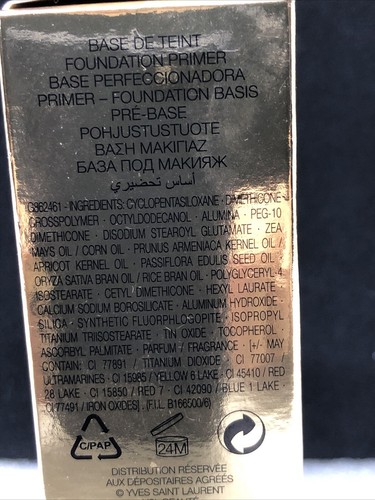 BASE DE TEINT
FOUNDATION PRIMER
BASE PERFECCIONADORA
PRIMER – FOUNDATION BASIS
PRÉ-BASE
POHJUSTUSTUOTE
ΒΑΣΗ ΜΑΚΙΓΙΑΖ
БАЗА ПОД МАКИЯЖ
أساس تحضيري
G862461 - INGREDIENTS: CYCLOPENTASILOXANE · DIMETHICONE
CROSSPOLYMER · OCTYLDODECANOL · ALUMINA · PEG-10
DIMETHICONE · DISODIUM STEAROYL GLUTAMATE · ZEA
MAYS OIL / CORN OIL · PRUNUS ARMENIACA KERNEL OIL /
APRICOT KERNEL OIL · PASSIFLORA EDULIS SEED OIL ·
ORYZA SATIVA BRAN OIL / RICE BRAN OIL · POLYGLYCERYL-4
ISOSTEARATE · CETYL DIMETHICONE · HEXYL LAURATE ·
CALCIUM SODIUM BOROSILICATE · ALUMINUM HYDROXIDE ·
SILICA · SYNTHETIC FLUORPHLOGOPITE · ISOPROPYL
TITANIUM TRIISOSTEARATE · TIN OXIDE · TOCOPHEROL ·
ASCORBYL PALMITATE · PARFUM / FRAGRANCE · [+/- MAY
CONTAIN: CI 77891 / TITANIUM DIOXIDE · CI 77007 /
ULTRAMARINES · CI 15985 / YELLOW 6 LAKE · CI 45410 / RED
28 LAKE · CI 15850 / RED 7 · CI 42090 / BLUE 1 LAKE ·
CI 77491 / IRON OXIDES] · (F.I.L. B166500/6)
C/PAP
24M
DISTRIBUTION RÉSERVÉE
AUX DÉPOSITAIRES AGRÉÉS
© YVES SAINT LAURENT